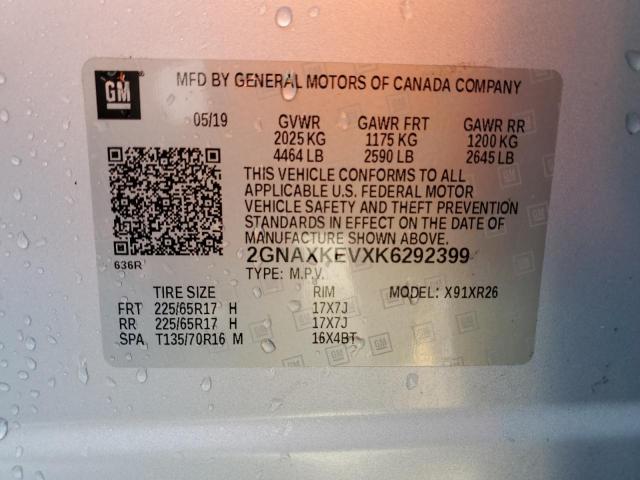 GM
MFD BY GENERAL MOTORS OF CANADA COMPANY
05/19 GVWR GAWR FRT GAWR RR
2025 KG 1175 KG 1200 KG
4464 LB 2590 LB 2645 LB
THIS VEHICLE CONFORMS TO ALL
APPLICABLE U.S. FEDERAL MOTOR
VEHICLE SAFETY AND THEFT PREVENTION
STANDARDS IN EFFECT ON THE DATE
OF MANUFACTURE SHOWN ABOVE.
636R 2GNAXKEVXK6292399
TYPE: M.P.V.
TIRE SIZE RIM MODEL: X91XR26
FRT 225/65R17 H 17X7J
RR 225/65R17 H 17X7J
SPA T135/70R16 M 16X4BT